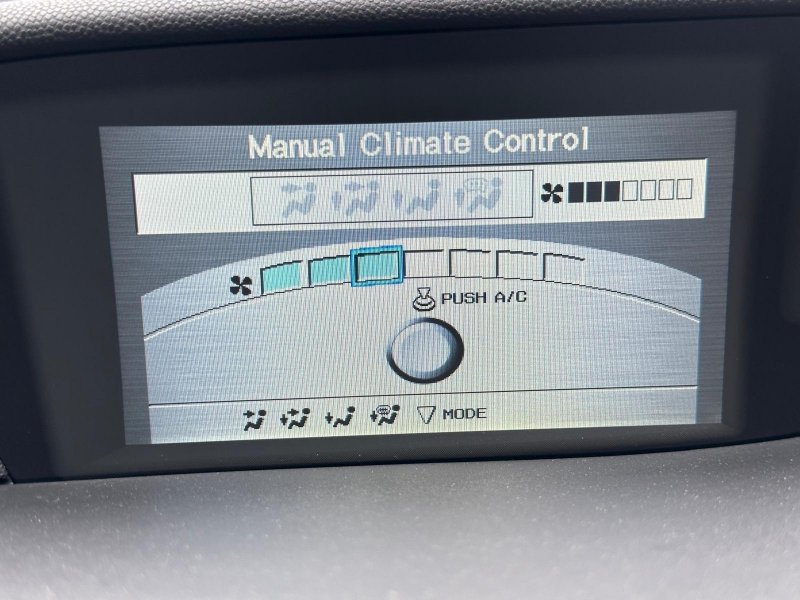 Manual Climate Control
PUSH A/C
MODE